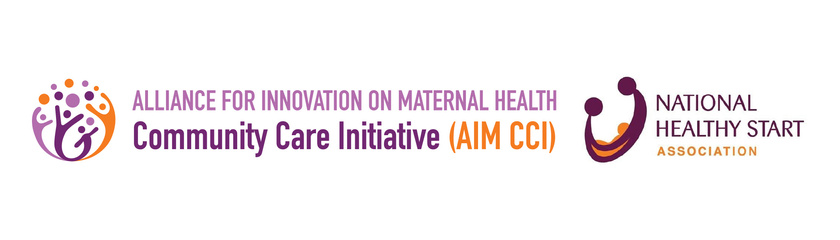 ALLIANCE FOR INNOVATION ON MATERNAL HEALTH
Community Care Initiative (AIM CCI)
NATIONAL
HEALTHY START
ASSOCIATION